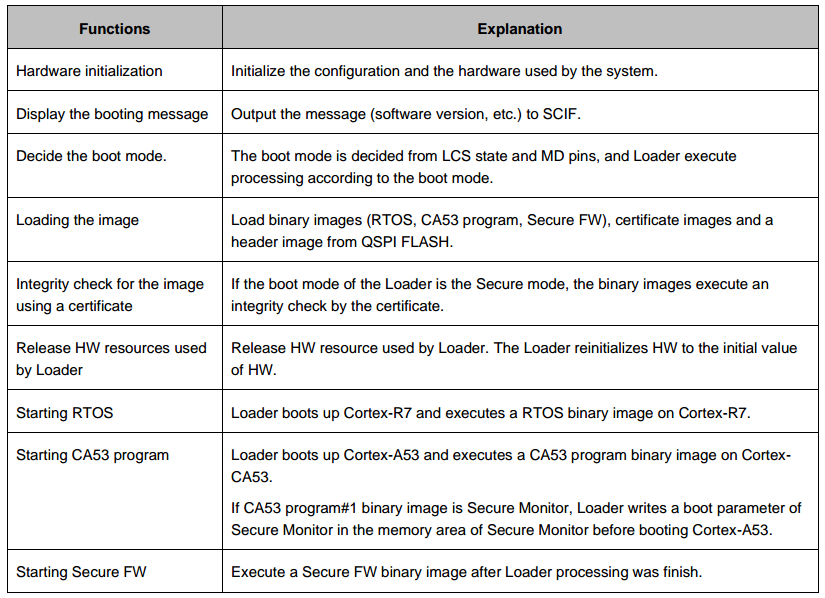 Functions
Explanation
Hardware initialization
Initialize the configuration and the hardware used by the system.
Display the booting message
Output the message (software version, etc.) to SCIF.
Decide the boot mode.
The boot mode is decided from LCS state and MD pins, and Loader execute
processing according to the boot mode.
Loading the image
Load binary images (RTOS, CA53 program, Secure FW), certificate images and a
header image from QSPI FLASH.
Integrity check for the image
using a certificate
If the boot mode of the Loader is the Secure mode, the binary images execute an
integrity check by the certificate.
Release HW resources used
by Loader
Release HW resource used by Loader. The Loader reinitializes HW to the initial value
of HW.
Starting RTOS
Loader boots up Cortex-R7 and executes a RTOS binary image on Cortex-R7.
Starting CA53 program
Loader boots up Cortex-A53 and executes a CA53 program binary image on Cortex-
CA53.
If CA53 program#1 binary image is Secure Monitor, Loader writes a boot parameter of
Secure Monitor in the memory area of Secure Monitor before booting Cortex-A53.
Starting Secure FW
Execute a Secure FW binary image after Loader processing was finish.